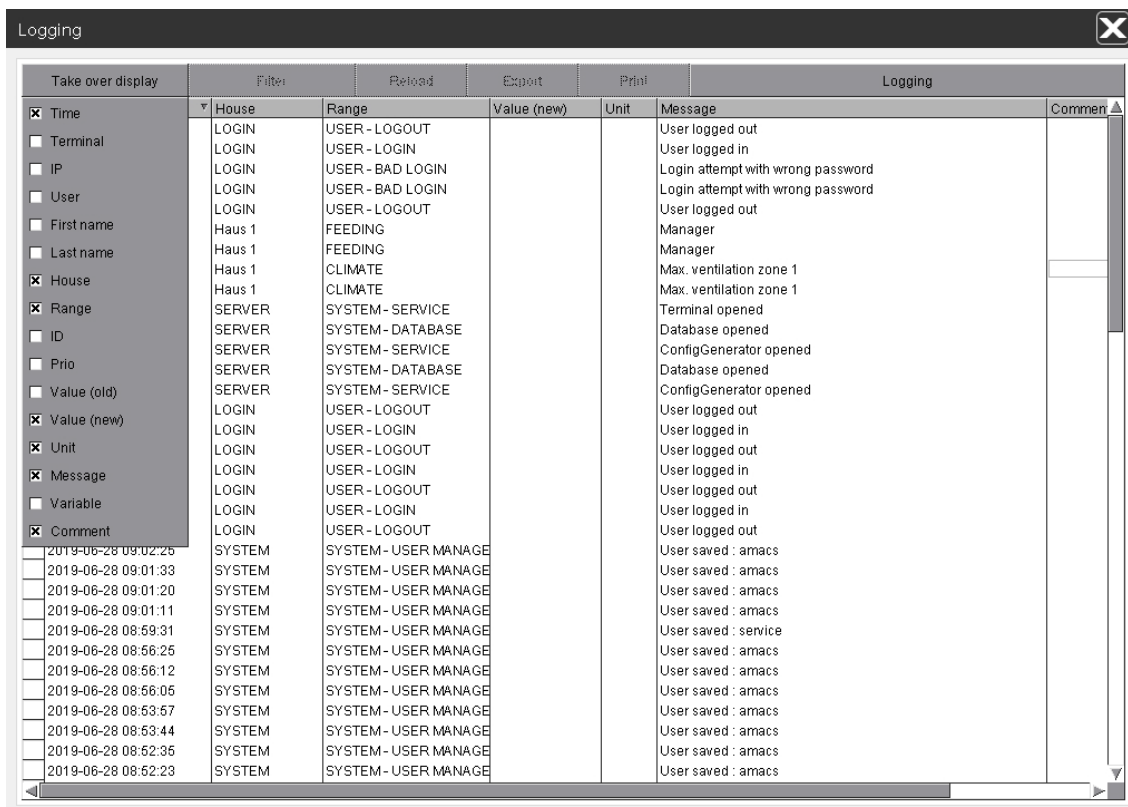 Logging
Take over display Filter Reload Export Print Logging
Time House Range Value (new) Unit Message Comment
LOGIN USER - LOGOUT User logged out
Terminal LOGIN USER - LOGIN User logged in
IP LOGIN USER - BAD LOGIN Login attempt with wrong password
User LOGIN USER - BAD LOGIN Login attempt with wrong password
LOGIN USER - LOGOUT User logged out
First name Haus 1 FEEDING Manager
Last name Haus 1 FEEDING Manager
Haus 1 CLIMATE Max. ventilation zone 1
House Haus 1 CLIMATE Max. ventilation zone 1
Range SERVER SYSTEM - SERVICE Terminal opened
ID SERVER SYSTEM - DATABASE Database opened
SERVER SYSTEM - SERVICE ConfigGenerator opened
Prio SERVER SYSTEM - DATABASE Database opened
Value (old) SERVER SYSTEM - SERVICE ConfigGenerator opened
LOGIN USER - LOGOUT User logged out
Value (new) LOGIN USER - LOGIN User logged in
Unit LOGIN USER - LOGOUT User logged out
Message LOGIN USER - LOGIN User logged in
LOGIN USER - LOGOUT User logged out
Variable LOGIN USER - LOGIN User logged in
Comment LOGIN USER - LOGOUT User logged out
2019-06-28 09:02:25 SYSTEM SYSTEM - USER MANAGE User saved : amacs
2019-06-28 09:01:33 SYSTEM SYSTEM - USER MANAGE User saved : amacs
2019-06-28 09:01:20 SYSTEM SYSTEM - USER MANAGE User saved : amacs
2019-06-28 09:01:11 SYSTEM SYSTEM - USER MANAGE User saved : amacs
2019-06-28 08:59:31 SYSTEM SYSTEM - USER MANAGE User saved : service
2019-06-28 08:56:25 SYSTEM SYSTEM - USER MANAGE User saved : amacs
2019-06-28 08:56:12 SYSTEM SYSTEM - USER MANAGE User saved : amacs
2019-06-28 08:56:05 SYSTEM SYSTEM - USER MANAGE User saved : amacs
2019-06-28 08:53:57 SYSTEM SYSTEM - USER MANAGE User saved : amacs
2019-06-28 08:53:44 SYSTEM SYSTEM - USER MANAGE User saved : amacs
2019-06-28 08:52:35 SYSTEM SYSTEM - USER MANAGE User saved : amacs
2019-06-28 08:52:23 SYSTEM SYSTEM - USER MANAGE User saved : amacs